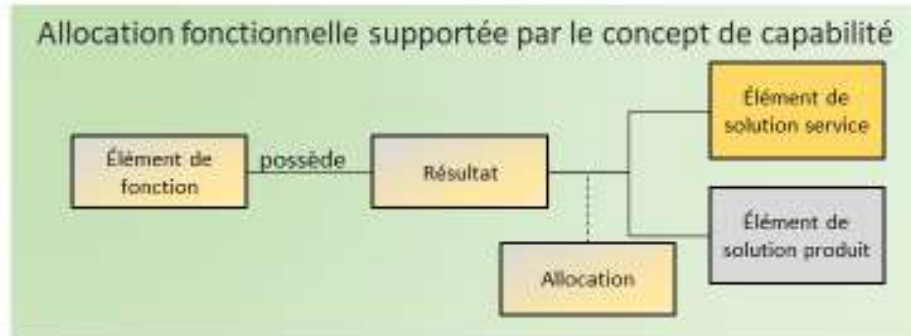 Allocation fonctionnelle supportée par le concept de capabilité
Élément de
solution service
Élément de
fonction
possède
Résultat
Élément de
solution produit
Allocation